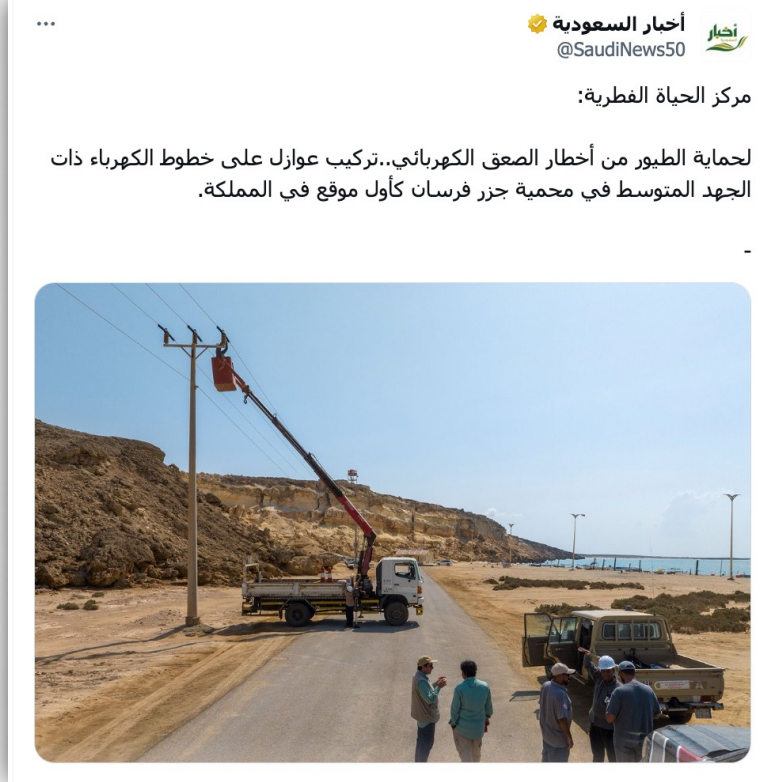 أخبار السعودية
@SaudiNews50
أخبار
مركز الحياة الفطرية:
لحماية الطيور من أخطار الصعق الكهربائي..تركيب عوازل على خطوط الكهرباء ذات
الجهد المتوسط في محمية جزر فرسان كأول موقع في المملكة.
-